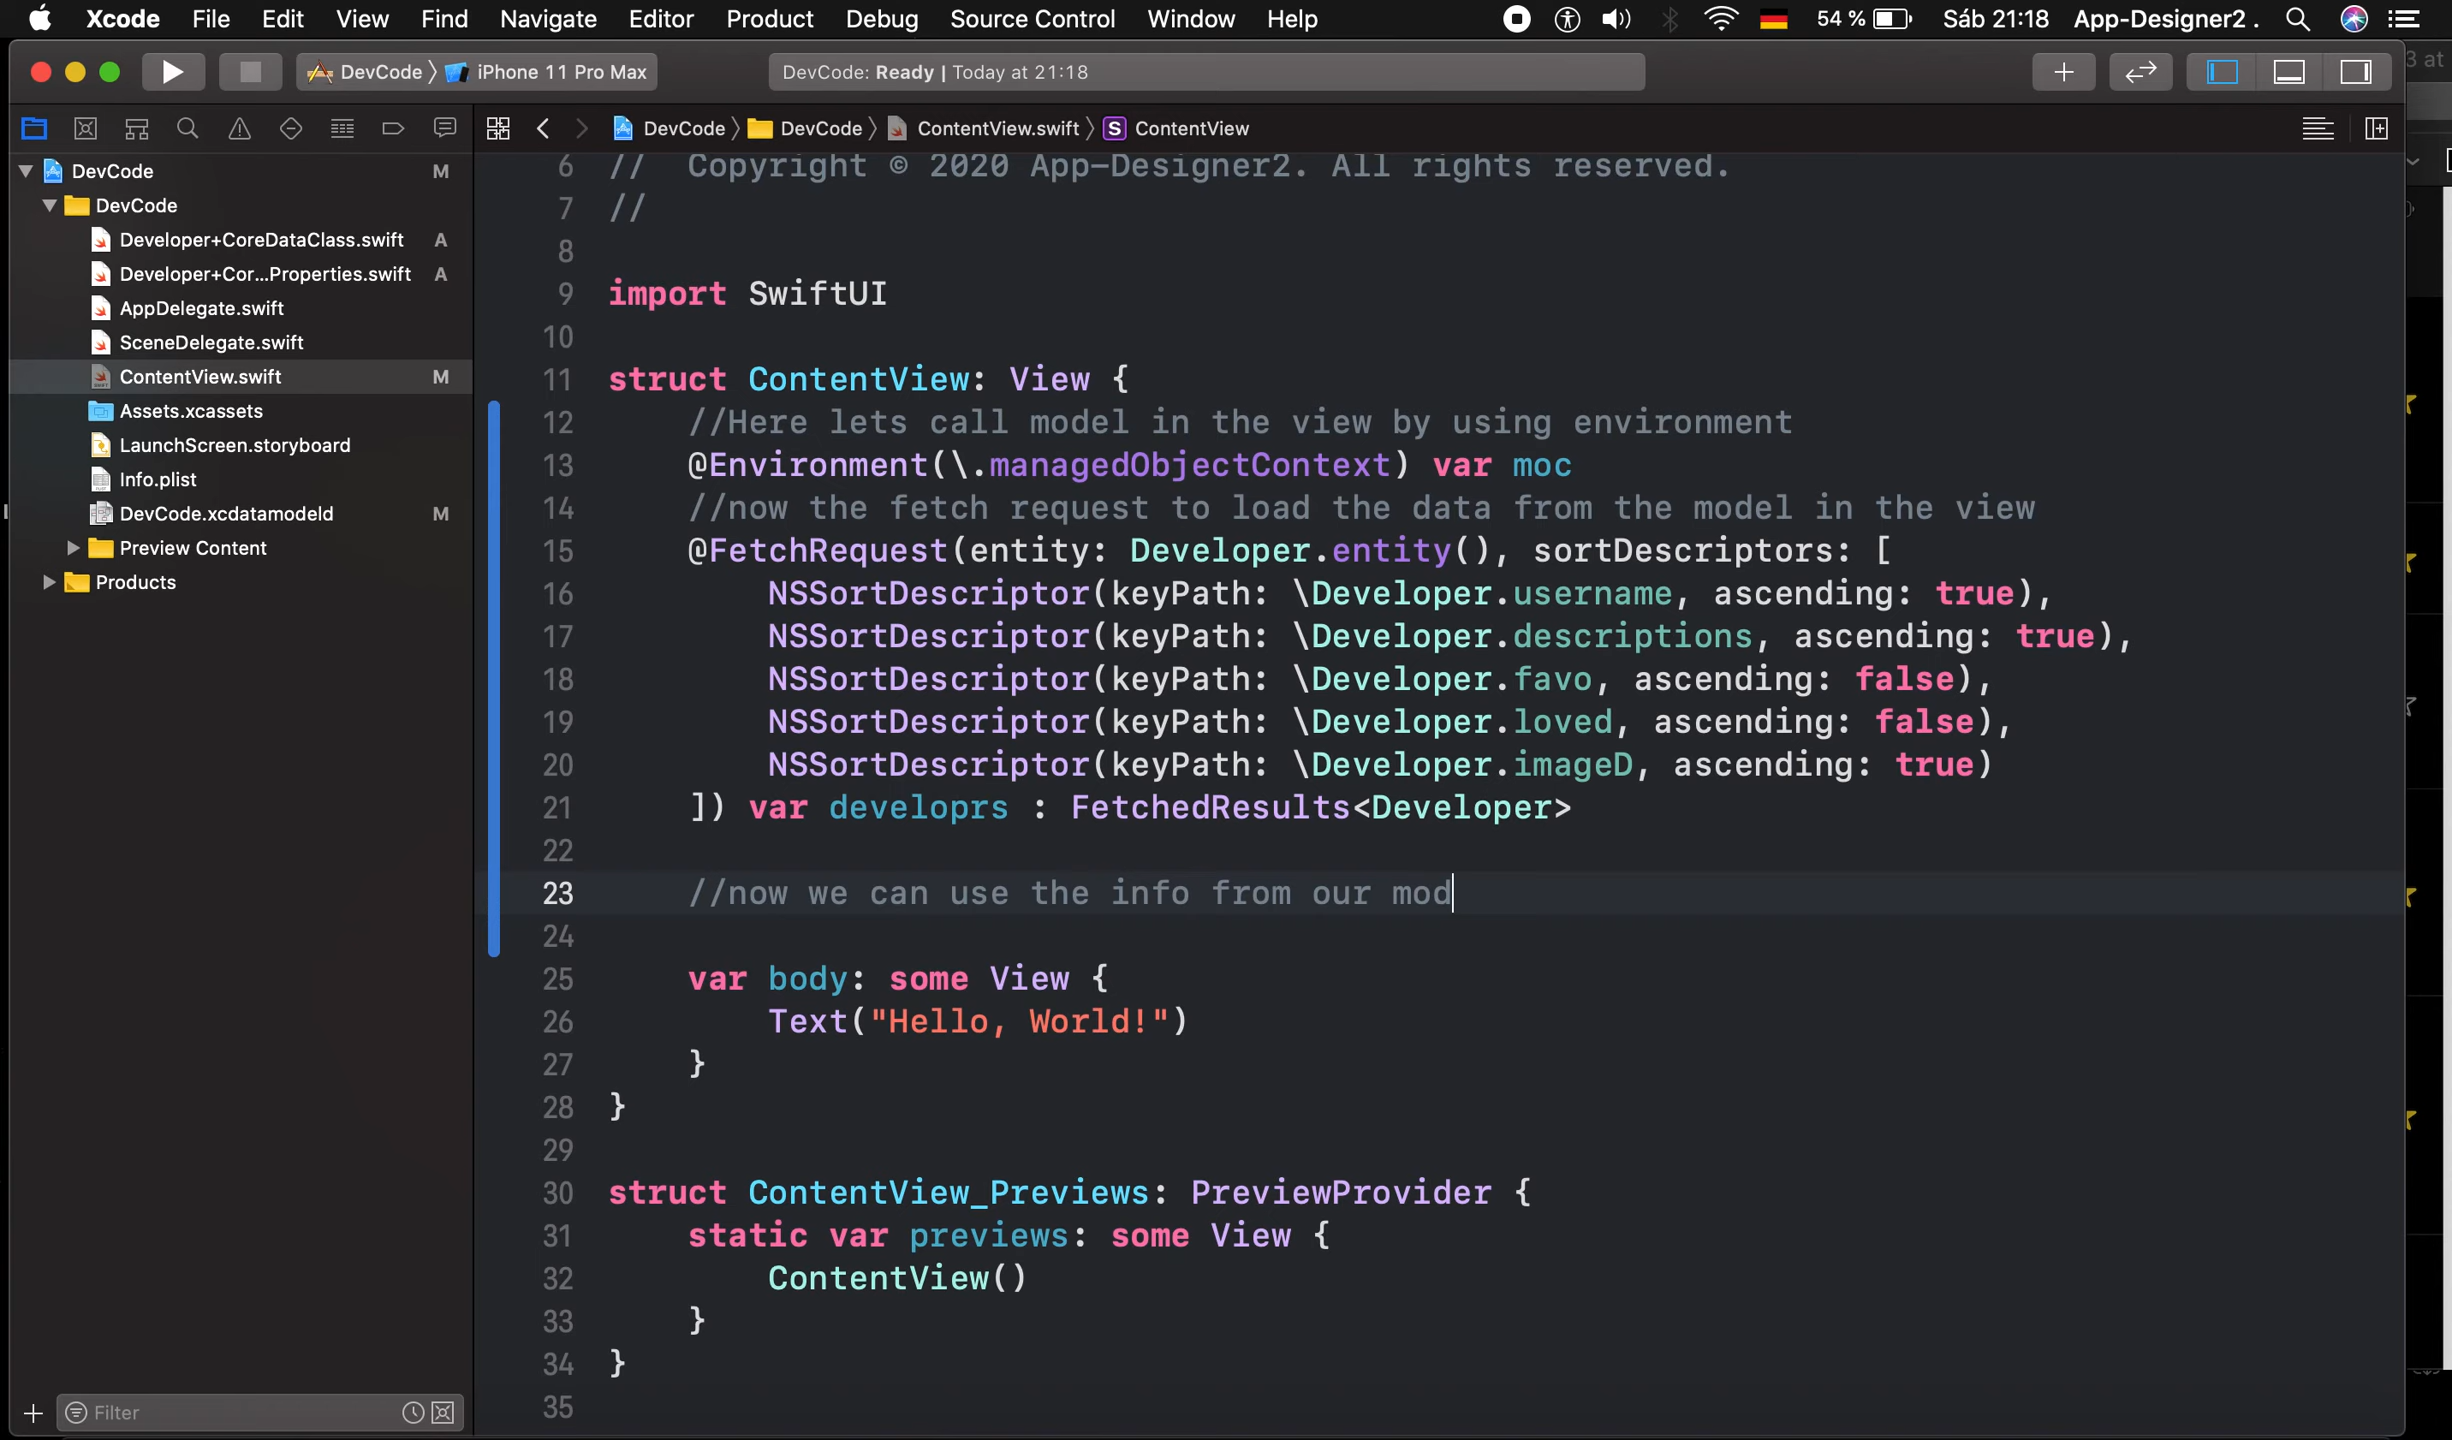 Xcode File Edit View Find Navigate Editor Product Debug Source Control Window Help 54 % Sáb 21:18 App-Designer2 .
DevCode iPhone 11 Pro Max DevCode: Ready | Today at 21:18
3 at
DevCode DevCode ContentView.swift S ContentView
DevCode M
DevCode
Developer+CoreDataClass.swift A
Developer+Cor...Properties.swift A
AppDelegate.swift
SceneDelegate.swift
ContentView.swift M
Assets.xcassets
LaunchScreen.storyboard
Info.plist
DevCode.xcdatamodeld M
Preview Content
Products
Filter
6 //  Copyright © 2020 App-Designer2. All rights reserved.
7 //
8
9 import SwiftUI
10
11 struct ContentView: View {
12 //Here lets call model in the view by using environment
13 @Environment(\.managedObjectContext) var moc
14 //now the fetch request to load the data from the model in the view
15 @FetchRequest(entity: Developer.entity(), sortDescriptors: [
16 NSSortDescriptor(keyPath: \Developer.username, ascending: true),
17 NSSortDescriptor(keyPath: \Developer.descriptions, ascending: true),
18 NSSortDescriptor(keyPath: \Developer.favo, ascending: false),
19 NSSortDescriptor(keyPath: \Developer.loved, ascending: false),
20 NSSortDescriptor(keyPath: \Developer.imageD, ascending: true)
21 ]) var developrs : FetchedResults<Developer>
22
23 //now we can use the info from our mod
24
25 var body: some View {
26 Text("Hello, World!")
27 }
28 }
29
30 struct ContentView_Previews: PreviewProvider {
31 static var previews: some View {
32 ContentView()
33 }
34 }
35